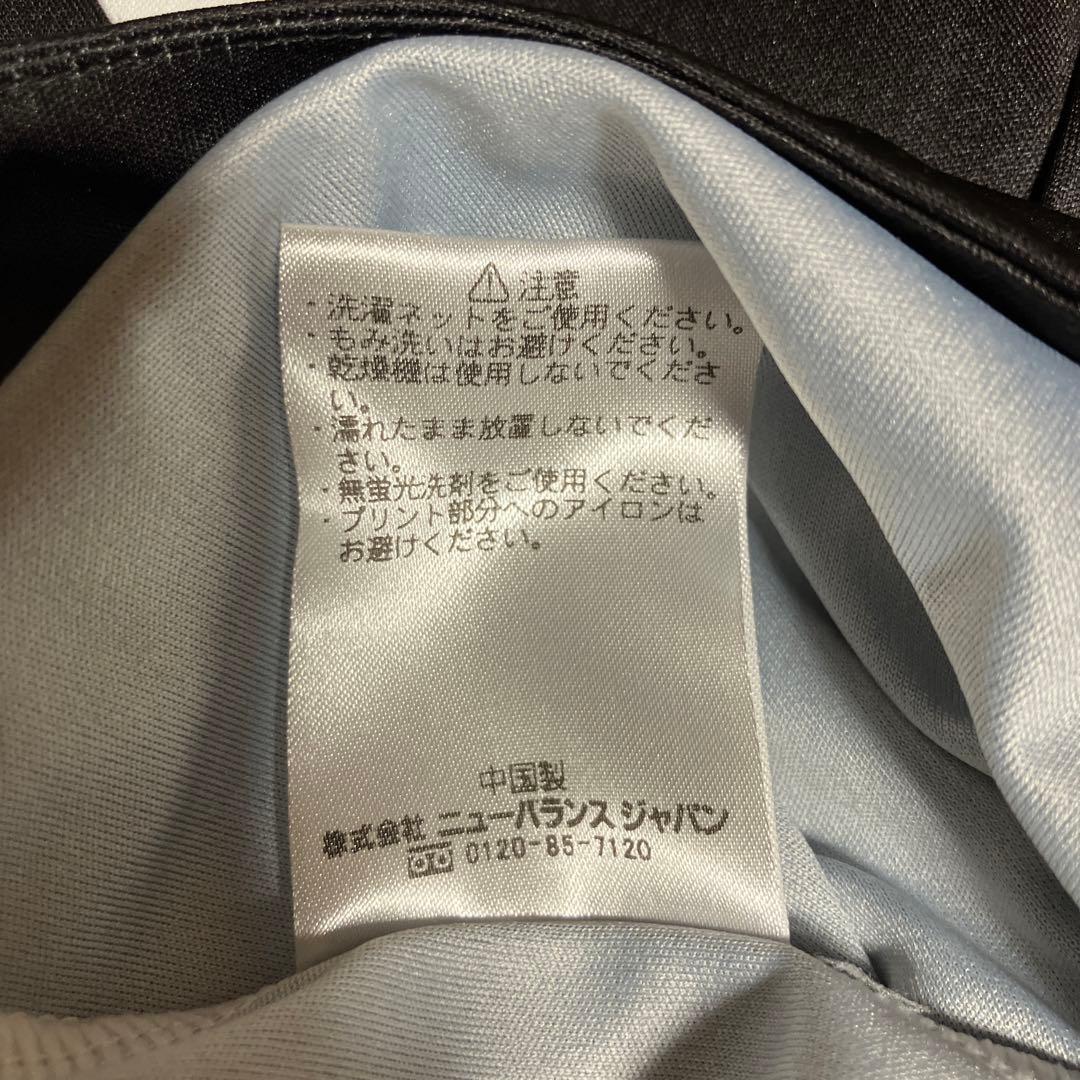 ⚠注意
・洗濯ネットをご使用ください。
・もみ洗いはお避けください。
・乾燥機は使用しないでくださ
い。
・濡れたまま放置しないでくだ
さい。
・無蛍光洗剤をご使用ください。
・プリント部分へのアイロンは
お避けください。
中国製
株式会社 ニューバランス ジャパン
0120-85-7120